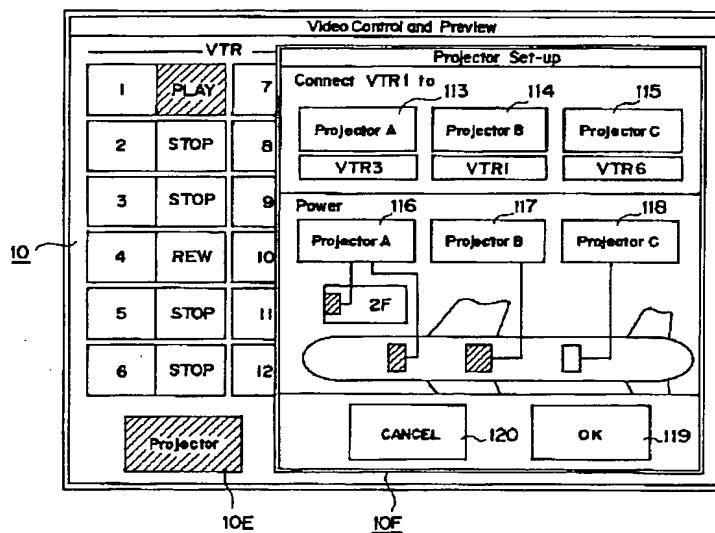 Video Control and Preview
VTR
1 PLAY 7
2 STOP 8
3 STOP 9
4 REW 10
5 STOP 11
6 STOP 12
Projector
10E
10
Projector Set-up
Connect VTR1 to
113 114 115
Projector A Projector B Projector C
VTR3 VTR1 VTR6
Power
116 117 118
Projector A Projector B Projector C
2F
CANCEL 120 OK 119
10F